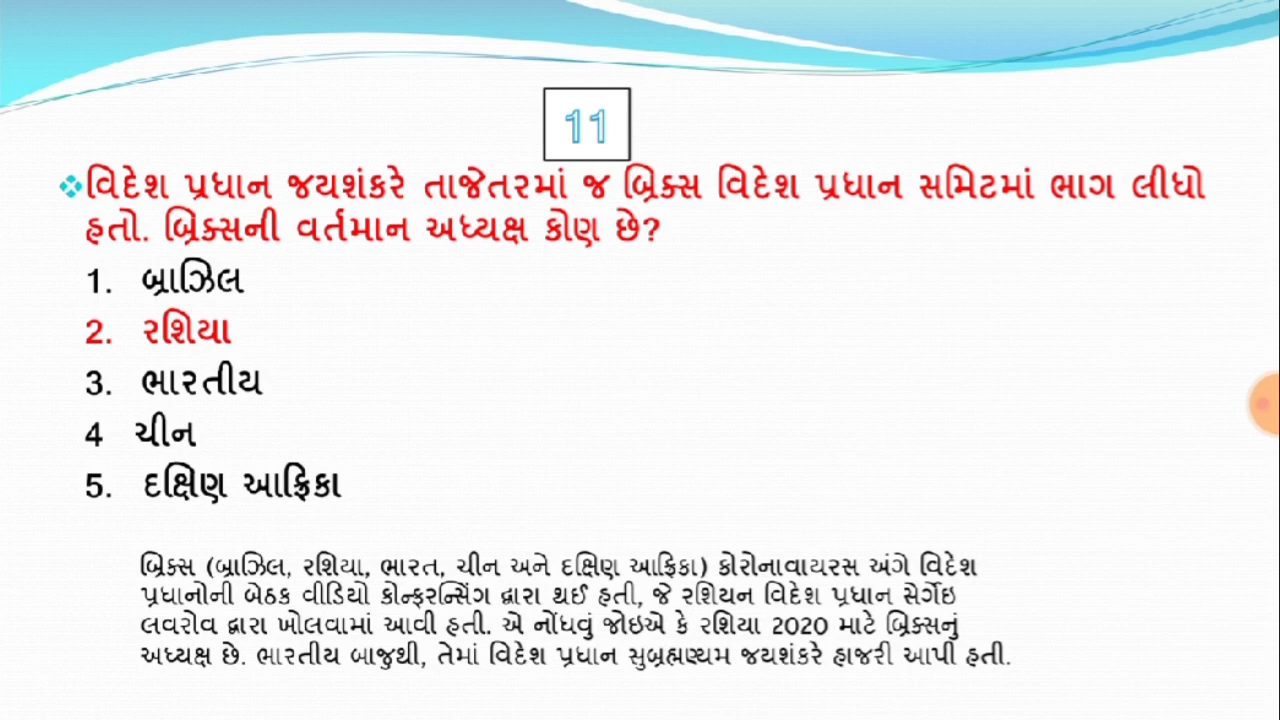 11
વિદેશ પ્રધાન જયશંકરે તાજેતરમાં જ બ્રિક્સ વિદેશ પ્રધાન સમિટમાં ભાગ લીધો
હતો. બ્રિક્સની વર્તમાન અધ્યક્ષ કોણ છે?
1. બ્રાઝિલ
2. રશિયા
3. ભારતીય
4 ચીન
5. દક્ષિણ આફ્રિકા
બ્રિક્સ (બ્રાઝિલ, રશિયા, ભારત, ચીન અને દક્ષિણ આફ્રિકા) કોરોનાવાયરસ અંગે વિદેશ
પ્રધાનોની બેઠક વીડિયો કોન્ફરન્સિંગ દ્વારા થઈ હતી, જે રશિયન વિદેશ પ્રધાન સેર્ગેઇ
લવરોવ દ્વારા ખોલવામાં આવી હતી. એ નોંધવું જોઇએ કે રશિયા 2020 માટે બ્રિક્સનું
અધ્યક્ષ છે. ભારતીય બાજુથી, તેમાં વિદેશ પ્રધાન સુબ્રહ્મણ્યમ જયશંકરે હાજરી આપી હતી.